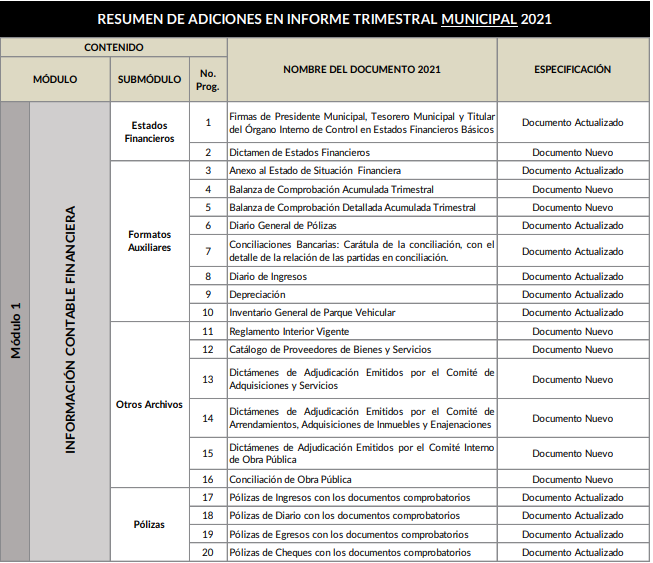 RESUMEN DE ADICIONES EN INFORME TRIMESTRAL MUNICIPAL 2021
CONTENIDO
MÓDULO
SUBMÓDULO
No.
Prog.
NOMBRE DEL DOCUMENTO 2021
ESPECIFICACIÓN
Módulo 1
INFORMACIÓN CONTABLE FINANCIERA
Estados
Financieros
1
Firmas de Presidente Municipal, Tesorero Municipal y Titular
del Órgano Interno de Control en Estados Financieros Básicos
Documento Actualizado
2 Dictamen de Estados Financieros Documento Nuevo
Formatos
Auxiliares
3 Anexo al Estado de Situación Financiera Documento Actualizado
4 Balanza de Comprobación Acumulada Trimestral Documento Nuevo
5 Balanza de Comprobación Detallada Acumulada Trimestral Documento Nuevo
6 Diario General de Pólizas Documento Actualizado
7
Conciliaciones Bancarias: Carátula de la conciliación, con el
detalle de la relación de las partidas en conciliación.
Documento Actualizado
8 Diario de Ingresos Documento Actualizado
9 Depreciación Documento Actualizado
10 Inventario General de Parque Vehicular Documento Actualizado
Otros Archivos
11 Reglamento Interior Vigente Documento Nuevo
12 Catálogo de Proveedores de Bienes y Servicios Documento Nuevo
13
Dictámenes de Adjudicación Emitidos por el Comité de
Adquisiciones y Servicios
Documento Nuevo
14
Dictámenes de Adjudicación Emitidos por el Comité de
Arrendamientos, Adquisiciones de Inmuebles y Enajenaciones
Documento Nuevo
15
Dictámenes de Adjudicación Emitidos por el Comité Interno
de Obra Pública
Documento Nuevo
16 Conciliación de Obra Pública Documento Nuevo
Pólizas
17 Pólizas de Ingresos con los documentos comprobatorios Documento Actualizado
18 Pólizas de Diario con los documentos comprobatorios Documento Actualizado
19 Pólizas de Egresos con los documentos comprobatorios Documento Actualizado
20 Pólizas de Cheques con los documentos comprobatorios Documento Actualizado